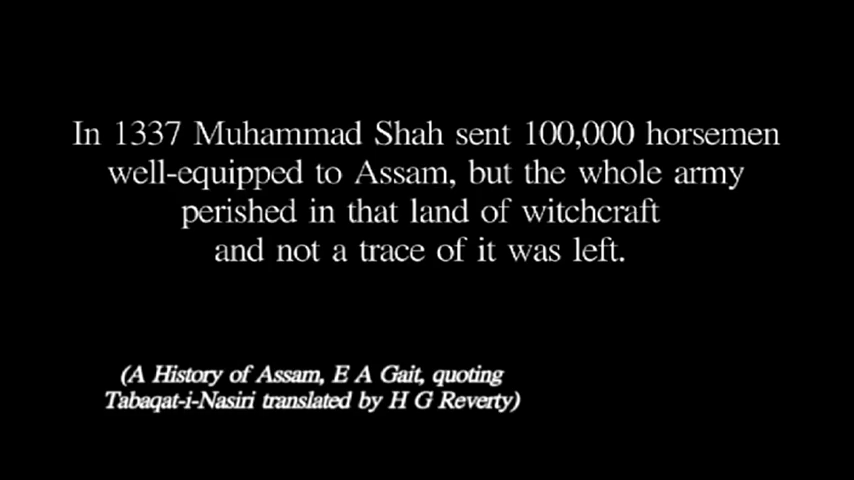 In 1337 Muhammad Shah sent 100,000 horsemen
well-equipped to Assam, but the whole army
perished in that land of witchcraft
and not a trace of it was left.
(A History of Assam, E A Gait, quoting
Tabaqat-i-Nasiri translated by H G Reverty)